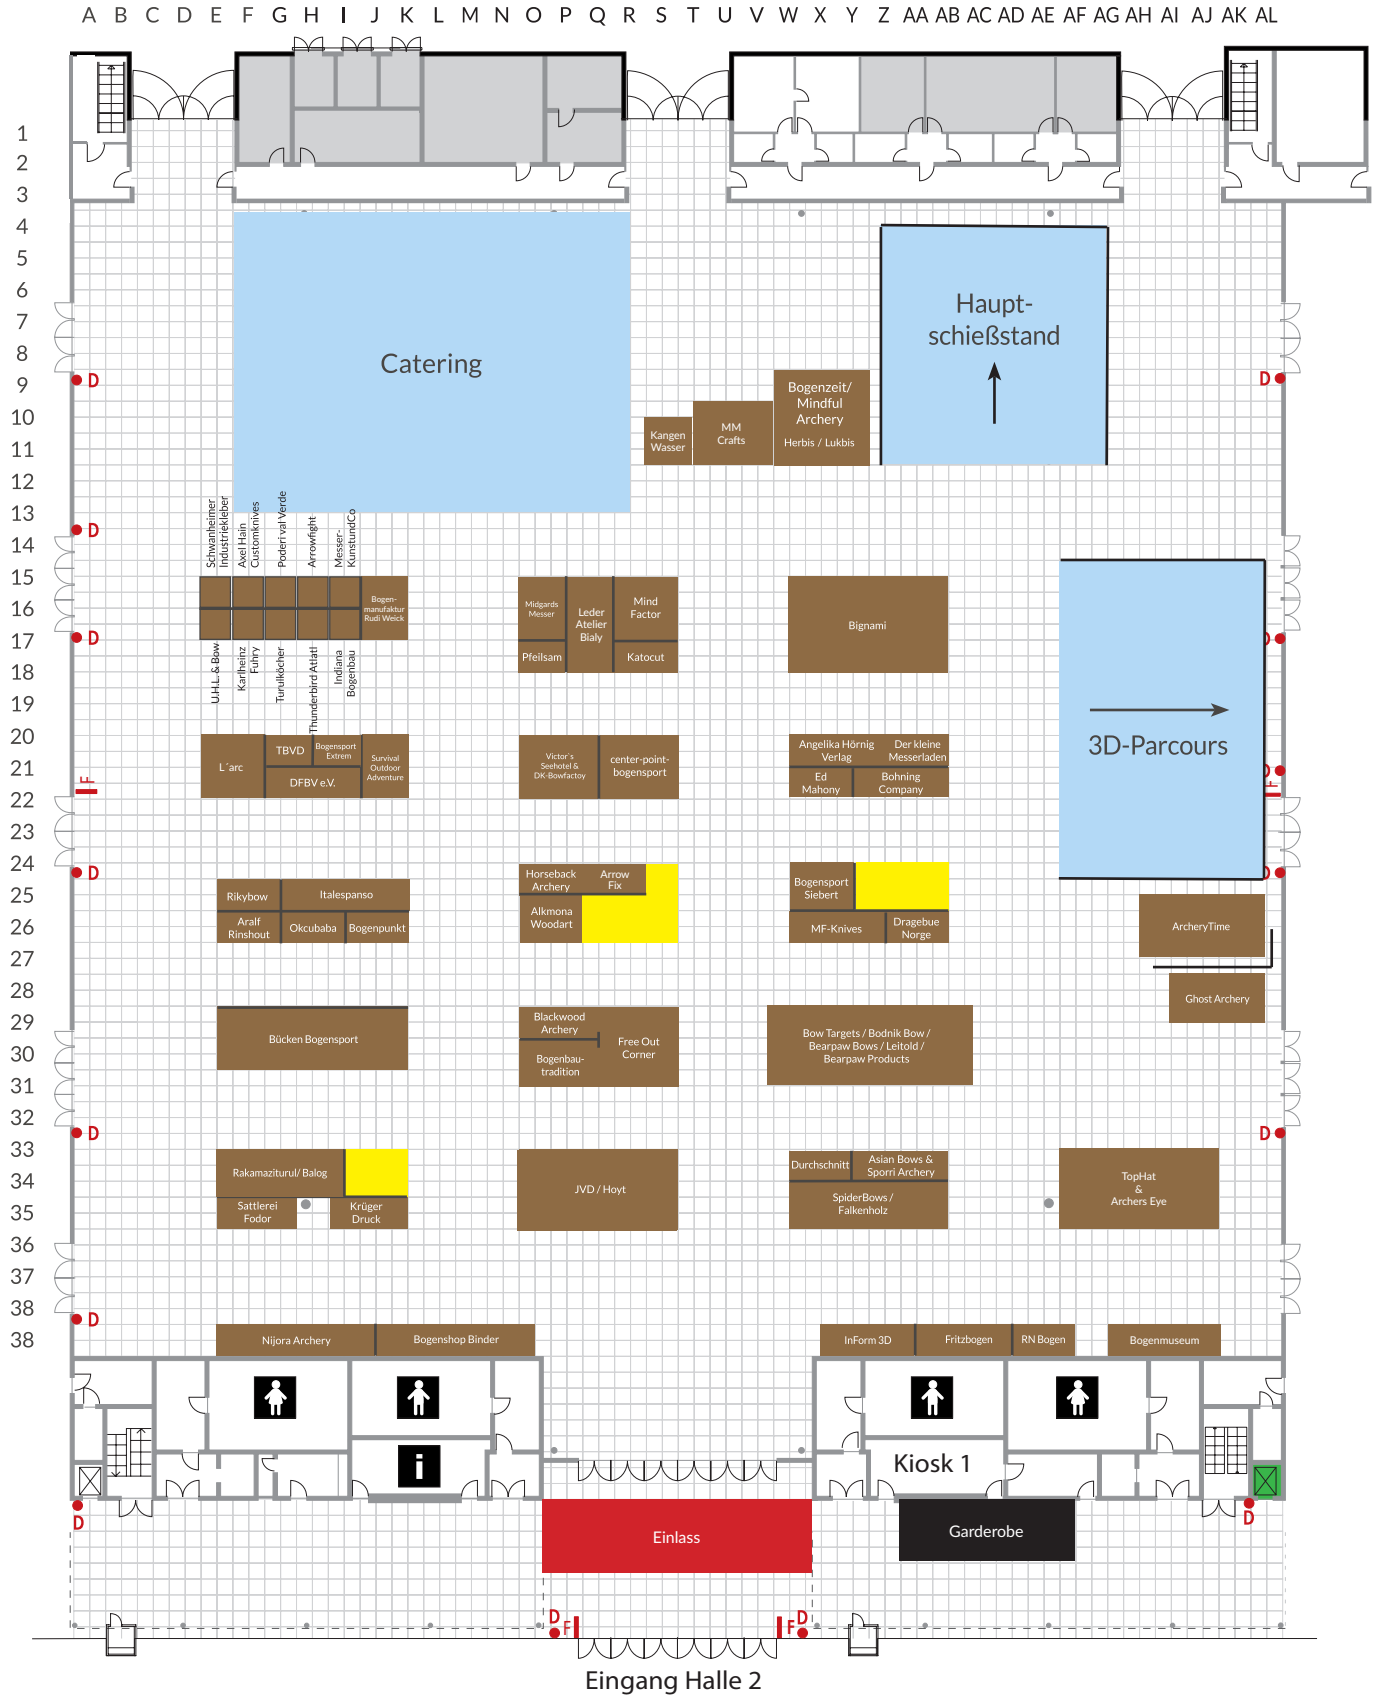 A B C D E F G H I J K L M N O P Q R S T U V W X Y Z AA AB AC AD AE AF AG AH AI AJ AK AL
1
2
3
4
5
6
7
8
9
10
11
12
13
14
15
16
17
18
19
20
21
22
23
24
25
26
27
28
29
30
31
32
33
34
35
36
37
38
38
Catering
Haupt-
schießstand
Bogenzeit/
Mindful
Archery
Herbis / Lukbis
MM
Crafts
Kangen
Wasser
D
D
D
D
F
D
D
D
D
D
D
D
F
D
D
Schwanheimer
Industriekleber
Axel Hain
Customknives
Poderi val Verde
Arrowfight
Messer-
KunstundCo
Bogen-
manufaktur
Rudi Weick
U.H.L. & Bow
Karlheinz
Fuhry
Turulköcher
Thunderbird Atlatl
Indiana
Bogenbau
Midgards
Messer
Leder
Atelier
Bialy
Mind
Factor
Pfeilsam
Katocut
Bignami
3D-Parcours
L´arc
TBVD
Bogensport
Extrem
DFBV e.V.
Survival
Outdoor
Adventure
Victor´s
Seehotel &
DK-Bowfactoy
center-point-
bogensport
Angelika Hörnig
Verlag
Der kleine
Messerladen
Ed
Mahony
Bohning
Company
Rikybow
Italespanso
Aralf
Rinshout
Okcubaba
Bogenpunkt
Horseback
Archery
Arrow
Fix
Alkmona
Woodart
Bogensport
Siebert
MF-Knives
Dragebue
Norge
ArcheryTime
Ghost Archery
Bücken Bogensport
Blackwood
Archery
Bogenbau-
tradition
Free Out
Corner
Bow Targets / Bodnik Bow /
Bearpaw Bows / Leitold /
Bearpaw Products
Rakamaziturul/ Balog
Sattlerei
Fodor
Krüger
Druck
JVD / Hoyt
Durchschnitt
Asian Bows &
Sporri Archery
SpiderBows /
Falkenholz
TopHat
&
Archers Eye
Nijora Archery
Bogenshop Binder
InForm 3D
Fritzbogen
RN Bogen
Bogenmuseum
i
Kiosk 1
D
D
Einlass
Garderobe
D
F
F
D
Eingang Halle 2